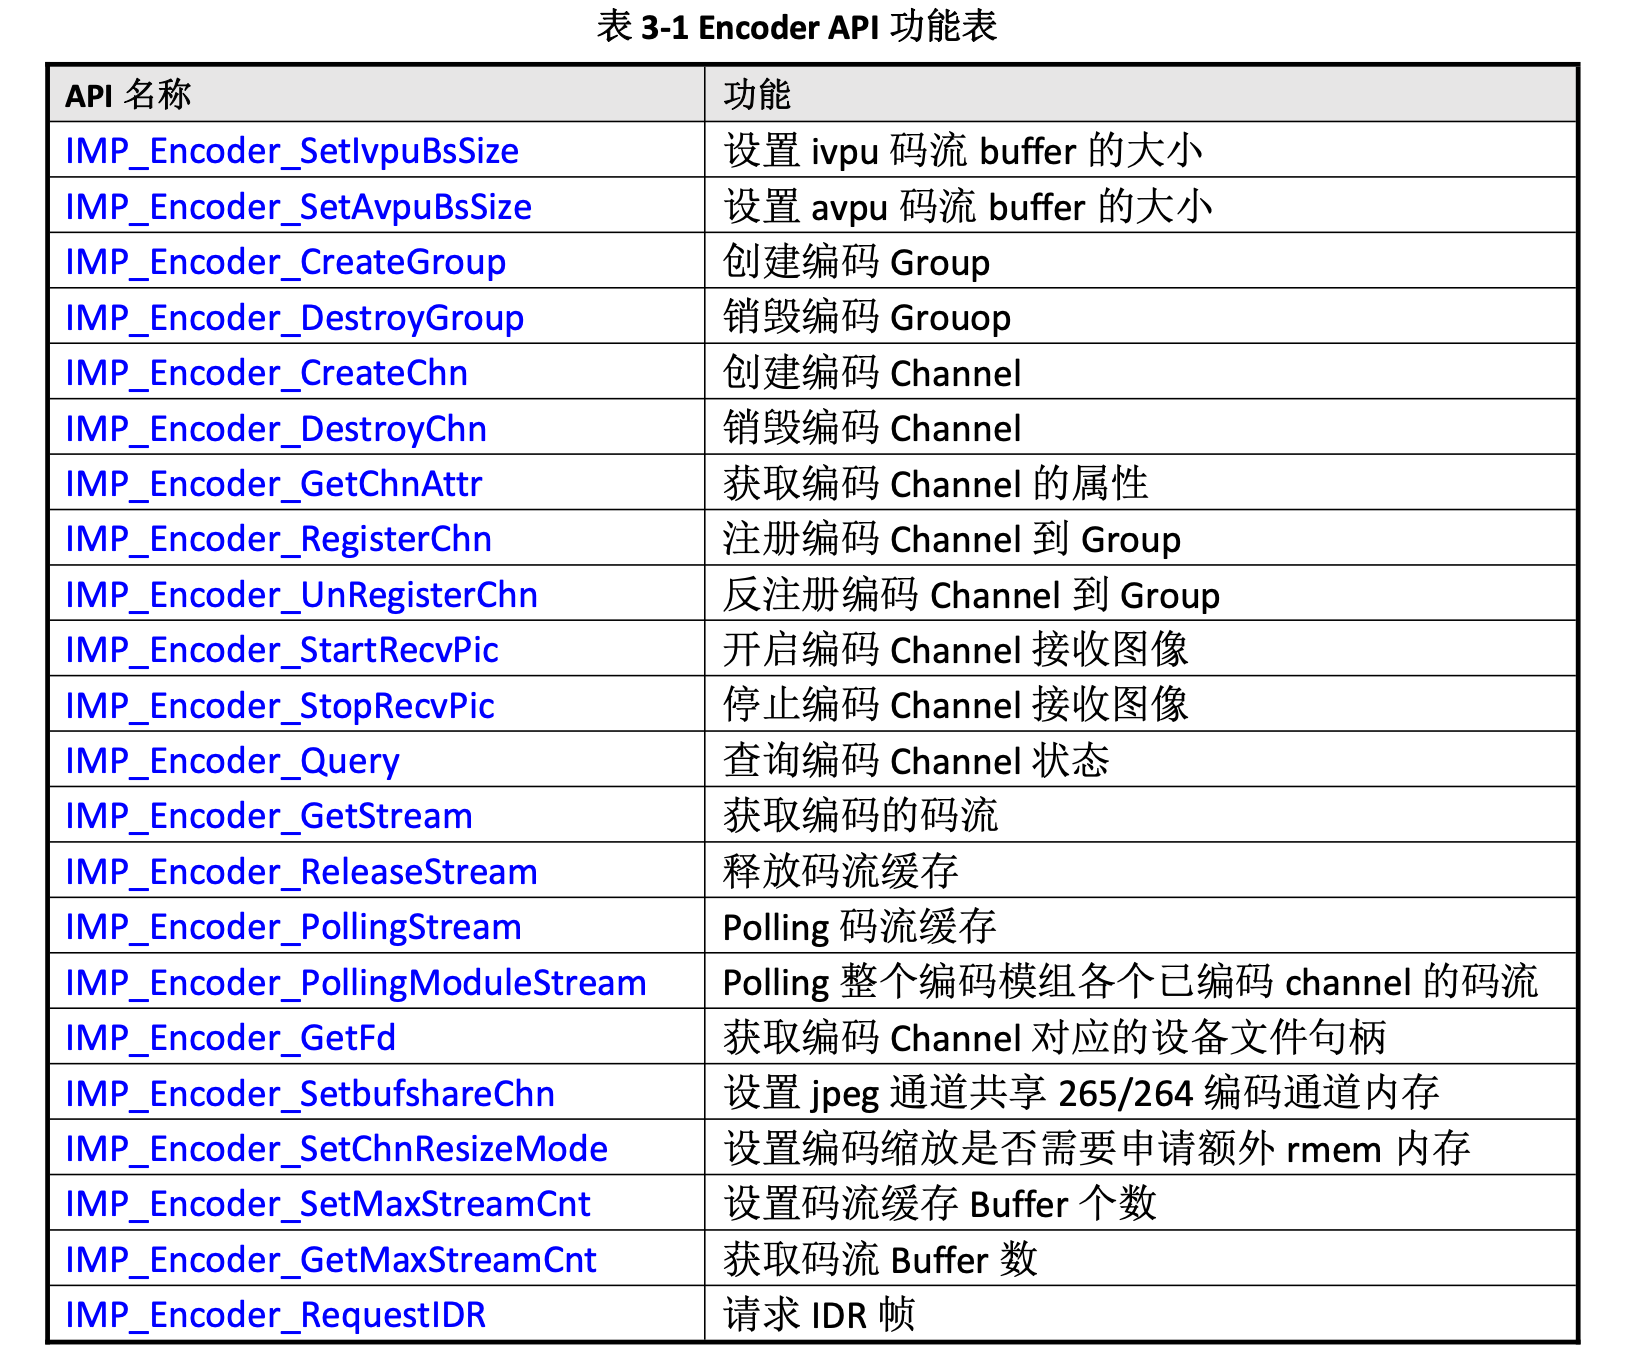 表 3-1 Encoder API 功能表
API 名称 功能
IMP_Encoder_SetIvpuBsSize 设置 ivpu 码流 buffer 的大小
IMP_Encoder_SetAvpuBsSize 设置 avpu 码流 buffer 的大小
IMP_Encoder_CreateGroup 创建编码 Group
IMP_Encoder_DestroyGroup 销毁编码 Grouop
IMP_Encoder_CreateChn 创建编码 Channel
IMP_Encoder_DestroyChn 销毁编码 Channel
IMP_Encoder_GetChnAttr 获取编码 Channel 的属性
IMP_Encoder_RegisterChn 注册编码 Channel 到 Group
IMP_Encoder_UnRegisterChn 反注册编码 Channel 到 Group
IMP_Encoder_StartRecvPic 开启编码 Channel 接收图像
IMP_Encoder_StopRecvPic 停止编码 Channel 接收图像
IMP_Encoder_Query 查询编码 Channel 状态
IMP_Encoder_GetStream 获取编码的码流
IMP_Encoder_ReleaseStream 释放码流缓存
IMP_Encoder_PollingStream Polling 码流缓存
IMP_Encoder_PollingModuleStream Polling 整个编码模组各个已编码 channel 的码流
IMP_Encoder_GetFd 获取编码 Channel 对应的设备文件句柄
IMP_Encoder_SetbufshareChn 设置 jpeg 通道共享 265/264 编码通道内存
IMP_Encoder_SetChnResizeMode 设置编码缩放是否需要申请额外 rmem 内存
IMP_Encoder_SetMaxStreamCnt 设置码流缓存 Buffer 个数
IMP_Encoder_GetMaxStreamCnt 获取码流 Buffer 数
IMP_Encoder_RequestIDR 请求 IDR 帧